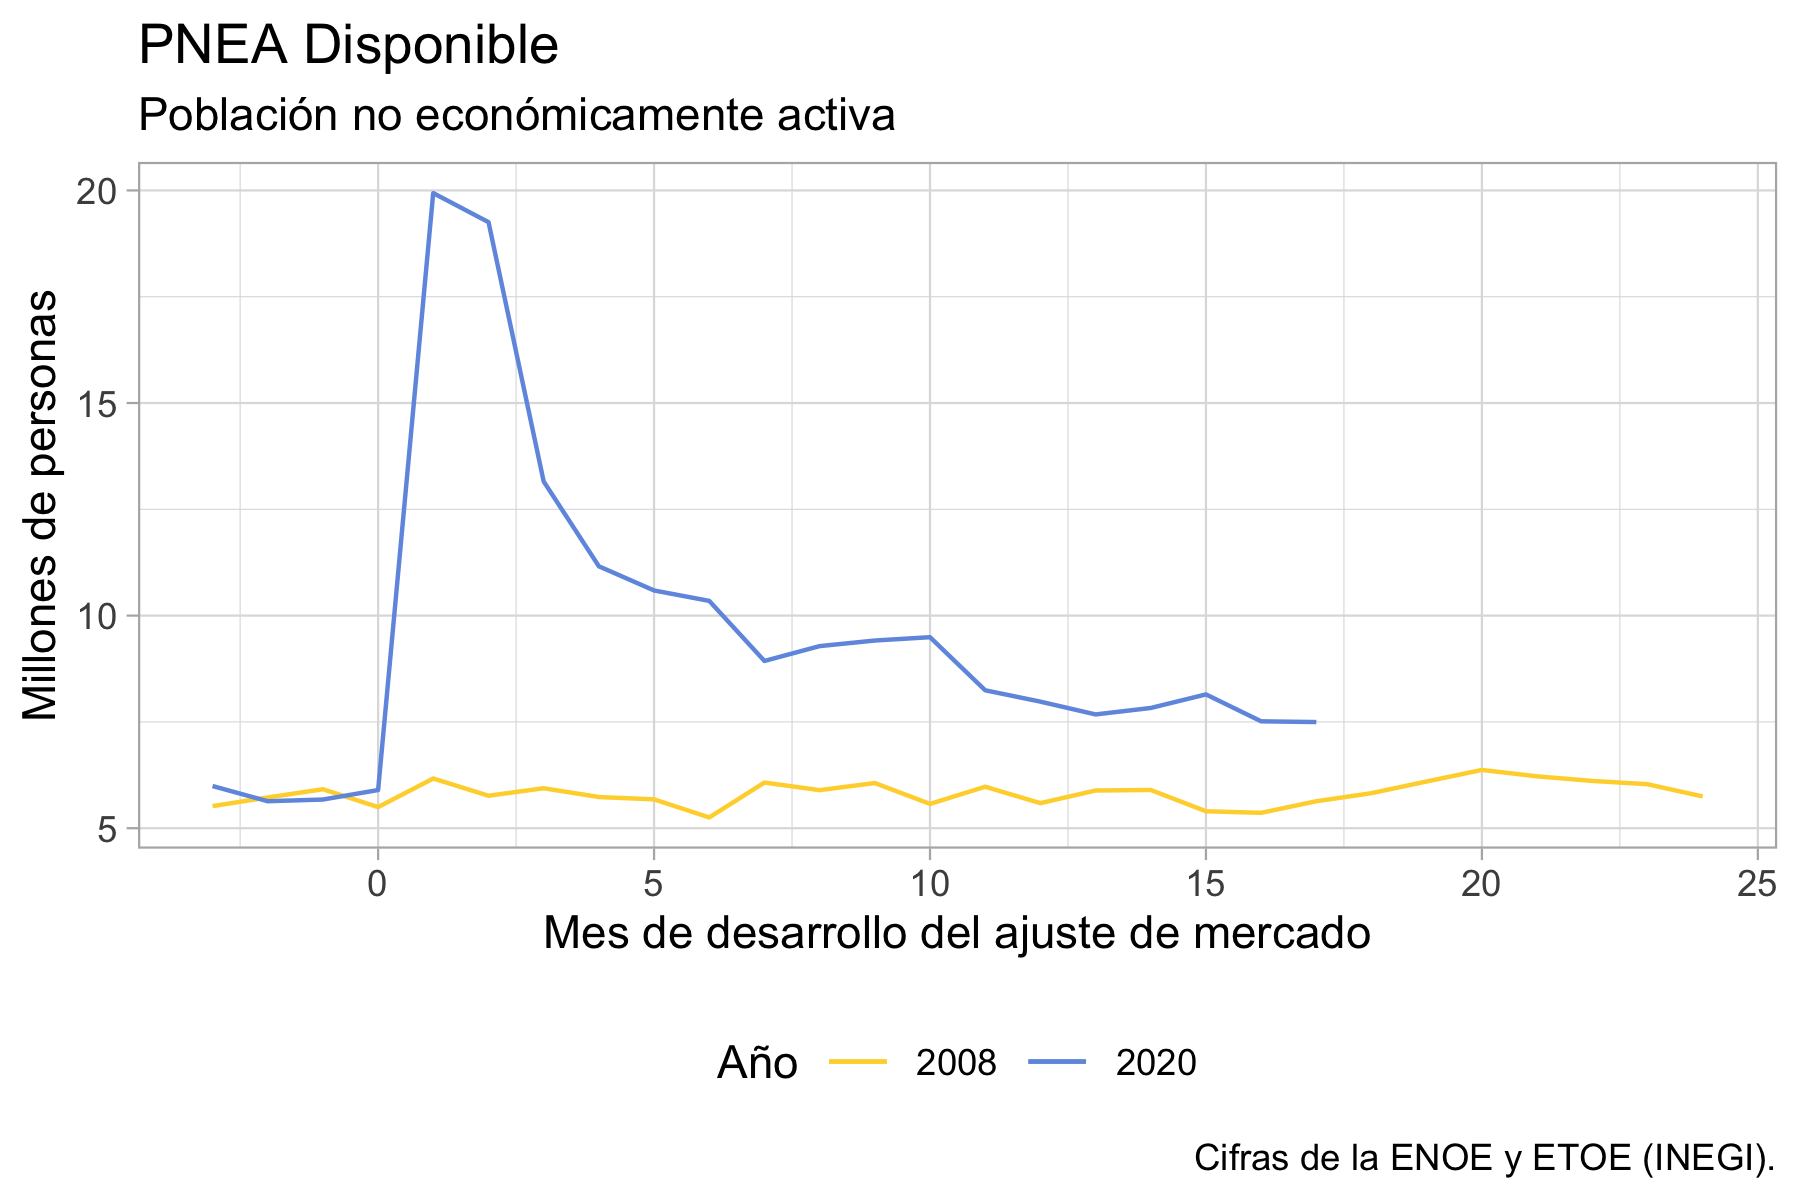 PNEA Disponible
Población no económicamente activa
Millones de personas
20
15
10
5
0 5 10 15 20 25
Mes de desarrollo del ajuste de mercado
Año 2008 2020
Cifras de la ENOE y ETOE (INEGI).